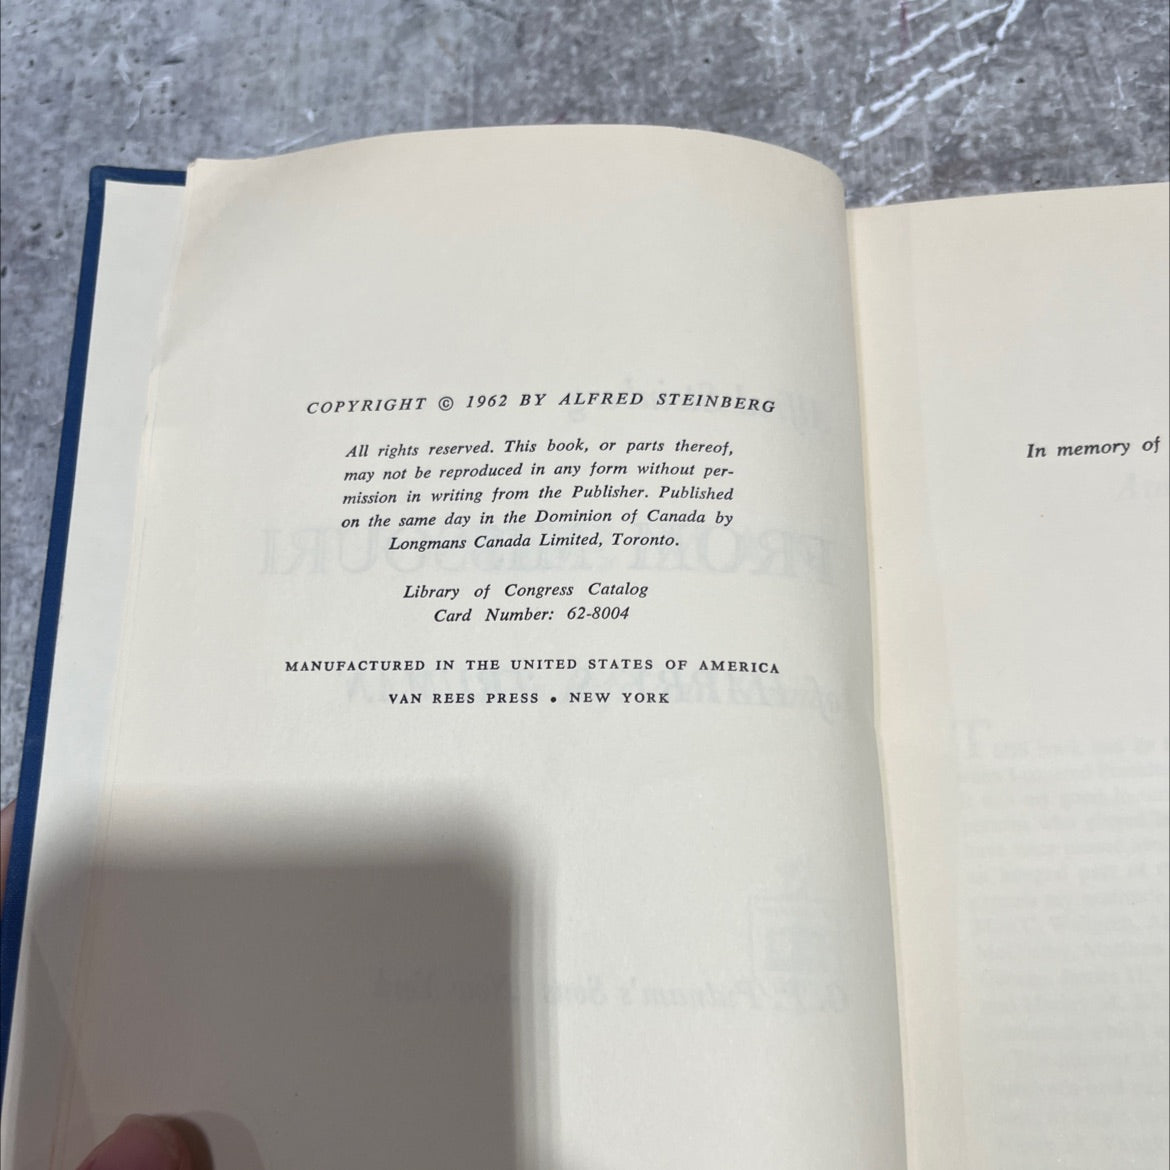 COPYRIGHT © 1962 BY ALFRED STEINBERG
All rights reserved. This book, or parts thereof,
may not be reproduced in any form without per-
mission in writing from the Publisher. Published
on the same day in the Dominion of Canada by
Longmans Canada Limited, Toronto.
Library of Congress Catalog
Card Number: 62-8004
MANUFACTURED IN THE UNITED STATES OF AMERICA
VAN REES PRESS • NEW YORK
In memory of